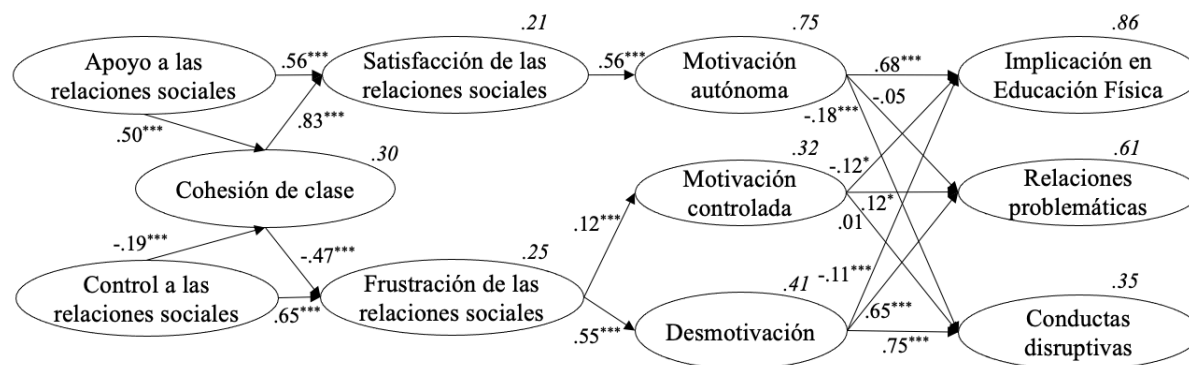 .21
.75
.86
Apoyo a las
relaciones sociales
.56***
Satisfacción de las
relaciones sociales
.56***
Motivación
autónoma
.68***
-.05
-.18***
Implicación en
Educación Física
.50***
.83***
.30
.32
.61
Cohesión de clase
-.12*
Motivación
controlada
.12*
.01
Relaciones
problemáticas
.12***
-.19***
-.47***
.25
.41
.35
Control a las
relaciones sociales
.65***
Frustración de las
relaciones sociales
.55***
Desmotivación
-.11***
.65***
.75***
Conductas
disruptivas